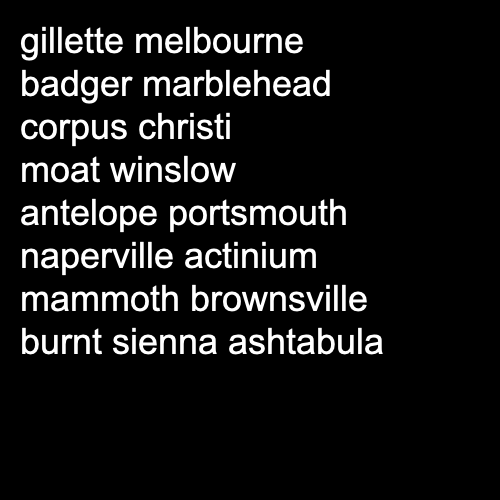 gillette melbourne
badger marblehead
corpus christi
moat winslow
antelope portsmouth
naperville actinium
mammoth brownsville
burnt sienna ashtabula